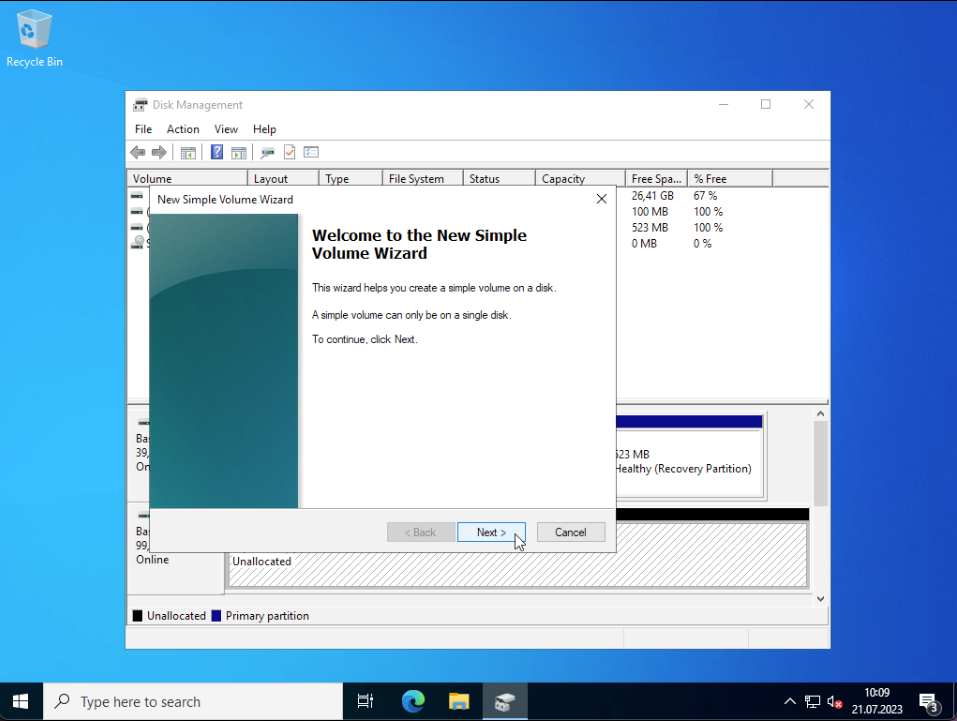 Recycle Bin
Disk Management
File Action View Help
Volume Layout Type File System Status Capacity Free Spa... % Free
26,41 GB 67 %
100 MB 100 %
523 MB 100 %
0 MB 0 %
New Simple Volume Wizard
Welcome to the New Simple
Volume Wizard
This wizard helps you create a simple volume on a disk.
A simple volume can only be on a single disk.
To continue, click Next.
< Back Next > Cancel
Ba
39,
On
523 MB
Healthy (Recovery Partition)
Ba
99,
Online
Unallocated
Unallocated Primary partition
Type here to search
10:09
21.07.2023
3